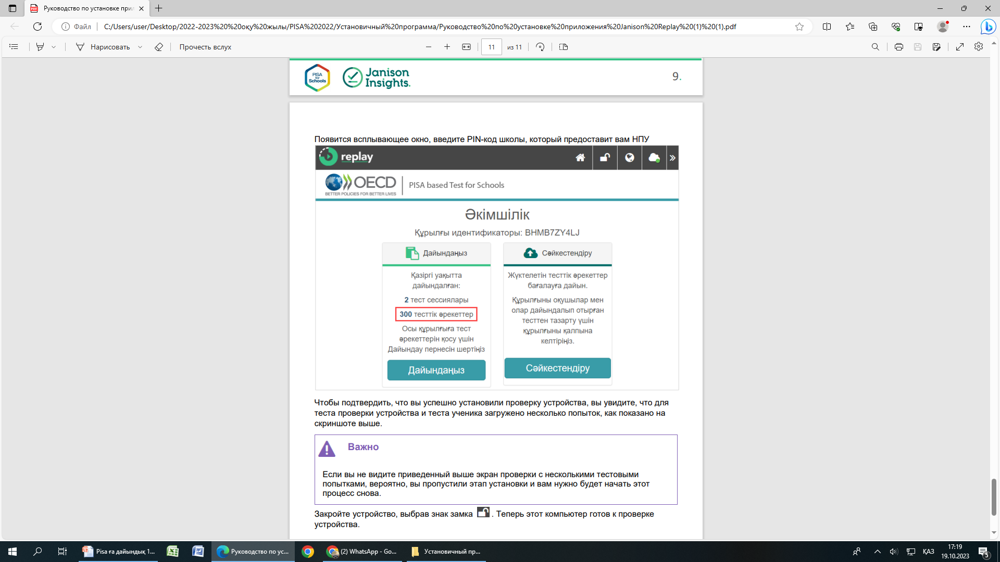 Руководство по установке при
Файл
C:/Users/user/Desktop/2022-2023%20%20оқу%20жылы/PISA%202022/Установичный%20программа/Руководство%20по%20установке%20приложения%20Janison%20Replay%20(1)%20(1).pdf
Нарисовать
Прочесть вслух
11
из 11
PISA
for
Schools
Janison
Insights.
9.
Появится всплывающее окно, введите PIN-код школы, который предоставит вам НПУ
replay
OECD
BETTER POLICIES FOR BETTER LIVES
PISA based Test for Schools
Әкімшілік
Құрылғы идентификаторы: BHMB7ZY4LJ
Дайындаңыз
Қазіргі уақытта
дайындалған:
2 тест сессиялары
300 тесттік әрекеттер
Осы құрылғыға тест
әрекеттерін қосу үшін
Дайындау пернесін шертіңіз
Дайындаңыз
Сәйкестендіру
Жүктелетін тесттік әрекеттер
бағалауға дайын.
Құрылғыны оқушылар мен
олар дайындалып отырған
тесттен тазарту үшін
құрылғыны қалпына
келтіріңіз.
Сәйкестендіру
Чтобы подтвердить, что вы успешно установили проверку устройства, вы увидите, что для
теста проверки устройства и теста ученика загружено несколько попыток, как показано на
скриншоте выше.
Важно
Если вы не видите приведенный выше экран проверки с несколькими тестовыми
попытками, вероятно, вы пропустили этап установки и вам нужно будет начать этот
процесс снова.
Закройте устройство, выбрав знак замка . Теперь этот компьютер готов к проверке
устройства.
Pisa ға дайындық 1...
Руководство по ус...
(2) WhatsApp - Go...
Установичный пр...
ҚАЗ
17:19
19.10.2023
5